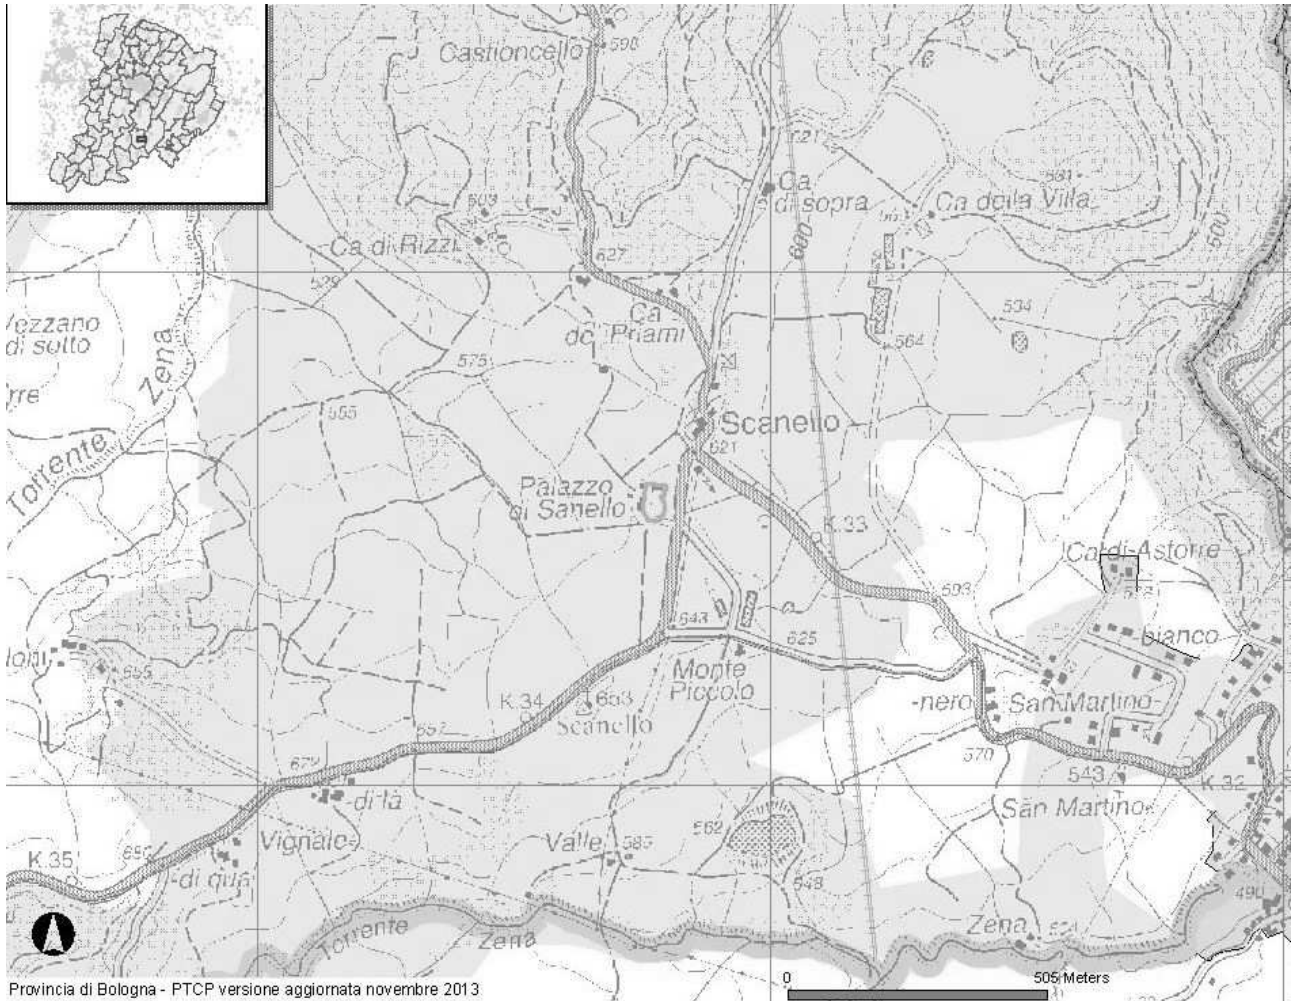 Castioncello
598
621
Ca
di sopra
600
Ca della Villa
500
603
Ca di Rizzi
627
529
Ca
dei Priami
534
564
Vezzano
di sotto
Zena
Torrente
575
555
Scanello
621
Palazzo
di Sanello
K.33
Ca di Astorre
593
bianco
643
625
Monte
Piccolo
nero
San Martino
K.34
653
Scanello
657
570
543
K.32
San Martino
di là
Vignale
di qua
K.35
Valle
585
562
548
490
Torrente
Zena
Zena
0
505 Meters
Provincia di Bologna - PTCP versione aggiornata novembre 2013